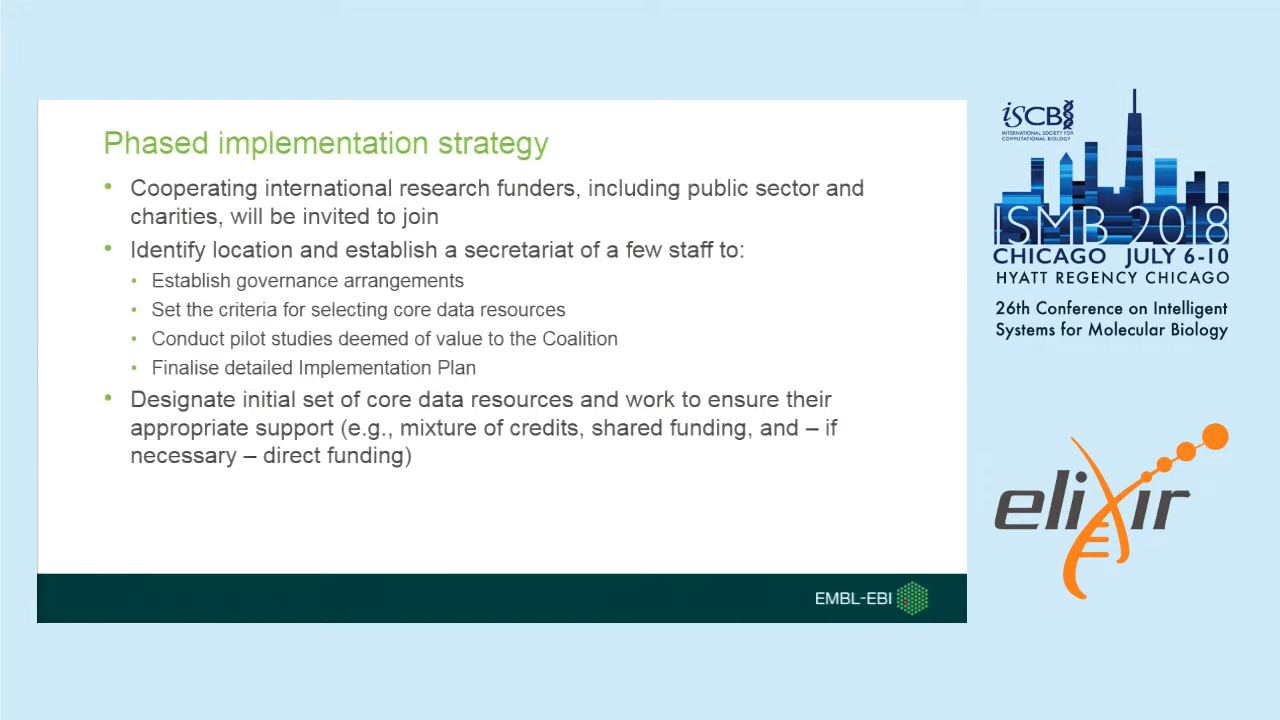 Phased implementation strategy
• Cooperating international research funders, including public sector and
charities, will be invited to join
• Identify location and establish a secretariat of a few staff to:
• Establish governance arrangements
• Set the criteria for selecting core data resources
• Conduct pilot studies deemed of value to the Coalition
• Finalise detailed Implementation Plan
• Designate initial set of core data resources and work to ensure their
appropriate support (e.g., mixture of credits, shared funding, and – if
necessary – direct funding)
EMBL-EBI
iSCB
INTERNATIONAL SOCIETY FOR
COMPUTATIONAL BIOLOGY
ISMB 2018
CHICAGO JULY 6-10
HYATT REGENCY CHICAGO
26th Conference on Intelligent
Systems for Molecular Biology
elixir